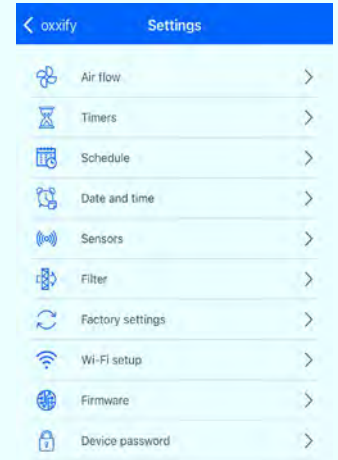 oxxify Settings
Air flow
Timers
Schedule
Date and time
Sensors
Filter
Factory settings
Wi-Fi setup
Firmware
Device password